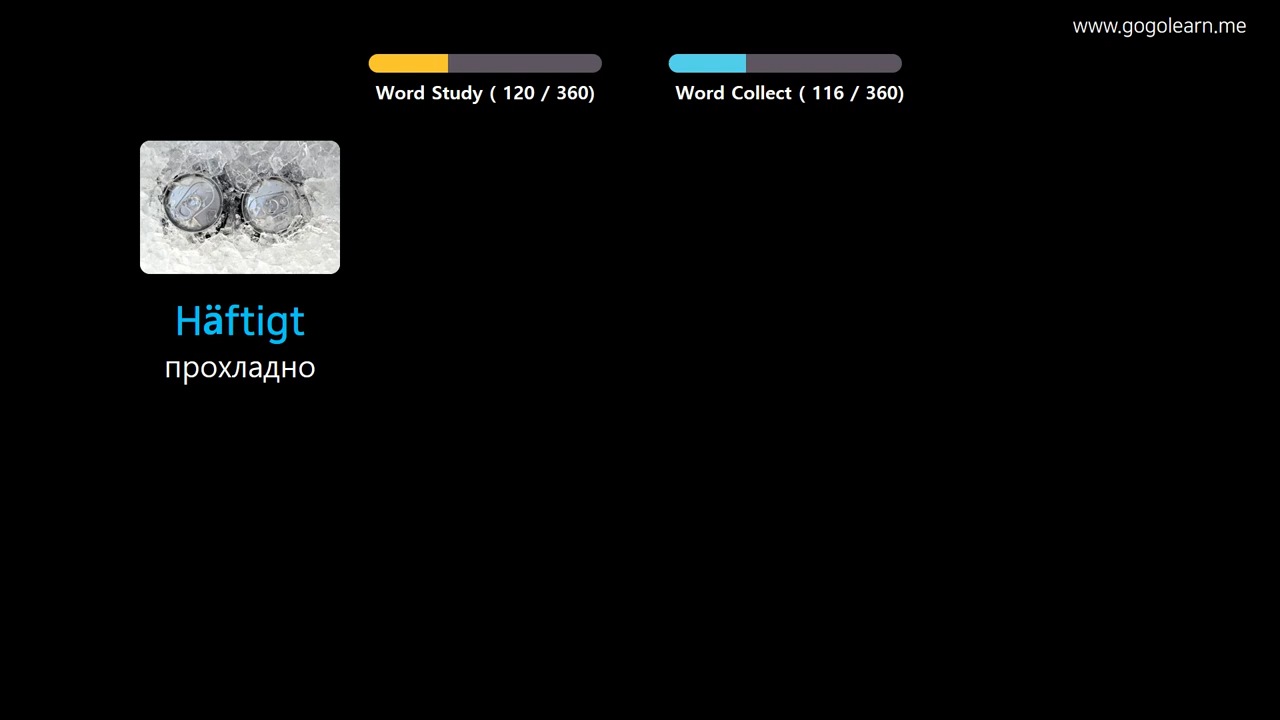 www.gogolearn.me
Word Study ( 120 / 360)
Word Collect ( 116 / 360)
Häftigt
прохладно